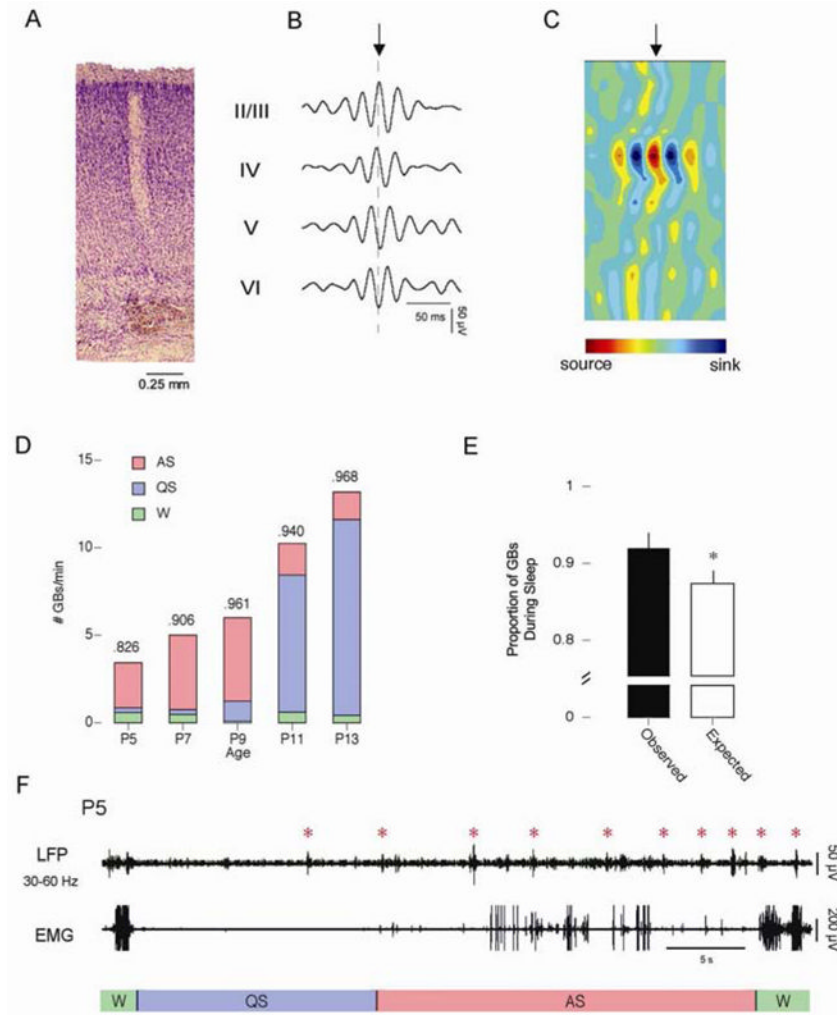 A
B
C
II/III
IV
V
VI
50 ms
50 µV
0.25 mm
source
sink
D
E
AS
QS
W
15
10
5
0
# GBs/min
.826
.906
.961
.940
.968
P5
P7
P9
P11
P13
Age
1
0.9
0.8
0
Proportion of GBs
During Sleep
*
Observed
Expected
F
P5
* * * * * * * * * *
LFP
30-60 Hz
50 µV
EMG
200 µV
5 s
W
QS
AS
W